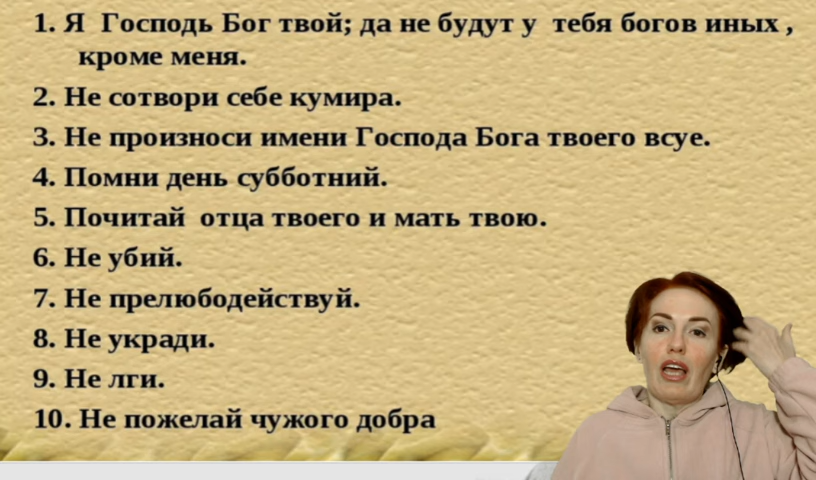 1. Я Господь Бог твой; да не будут у тебя богов иных ,
кроме меня.
2. Не сотвори себе кумира.
3. Не произноси имени Господа Бога твоего всуе.
4. Помни день субботний.
5. Почитай отца твоего и мать твою.
6. Не убий.
7. Не прелюбодействуй.
8. Не укради.
9. Не лги.
10. Не пожелай чужого добра